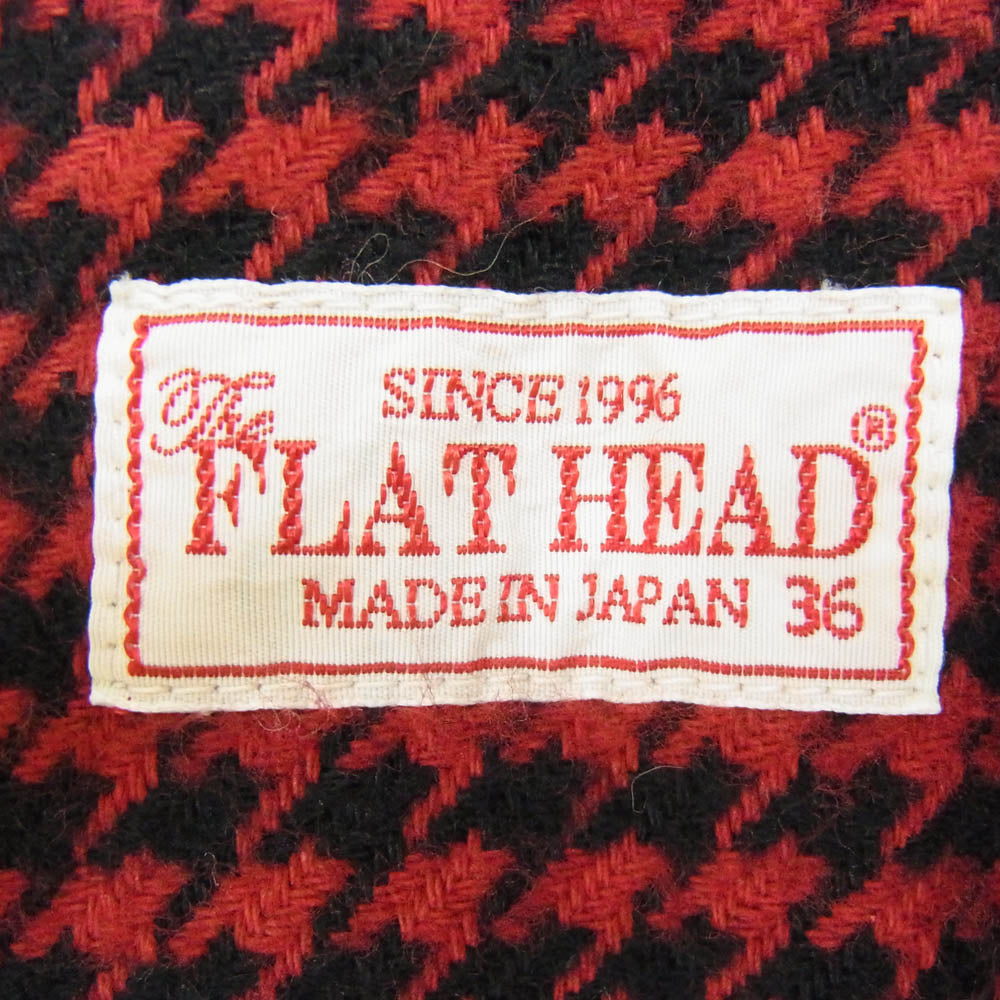 SINCE 1996
The
FLAT HEAD®
MADE IN JAPAN 36